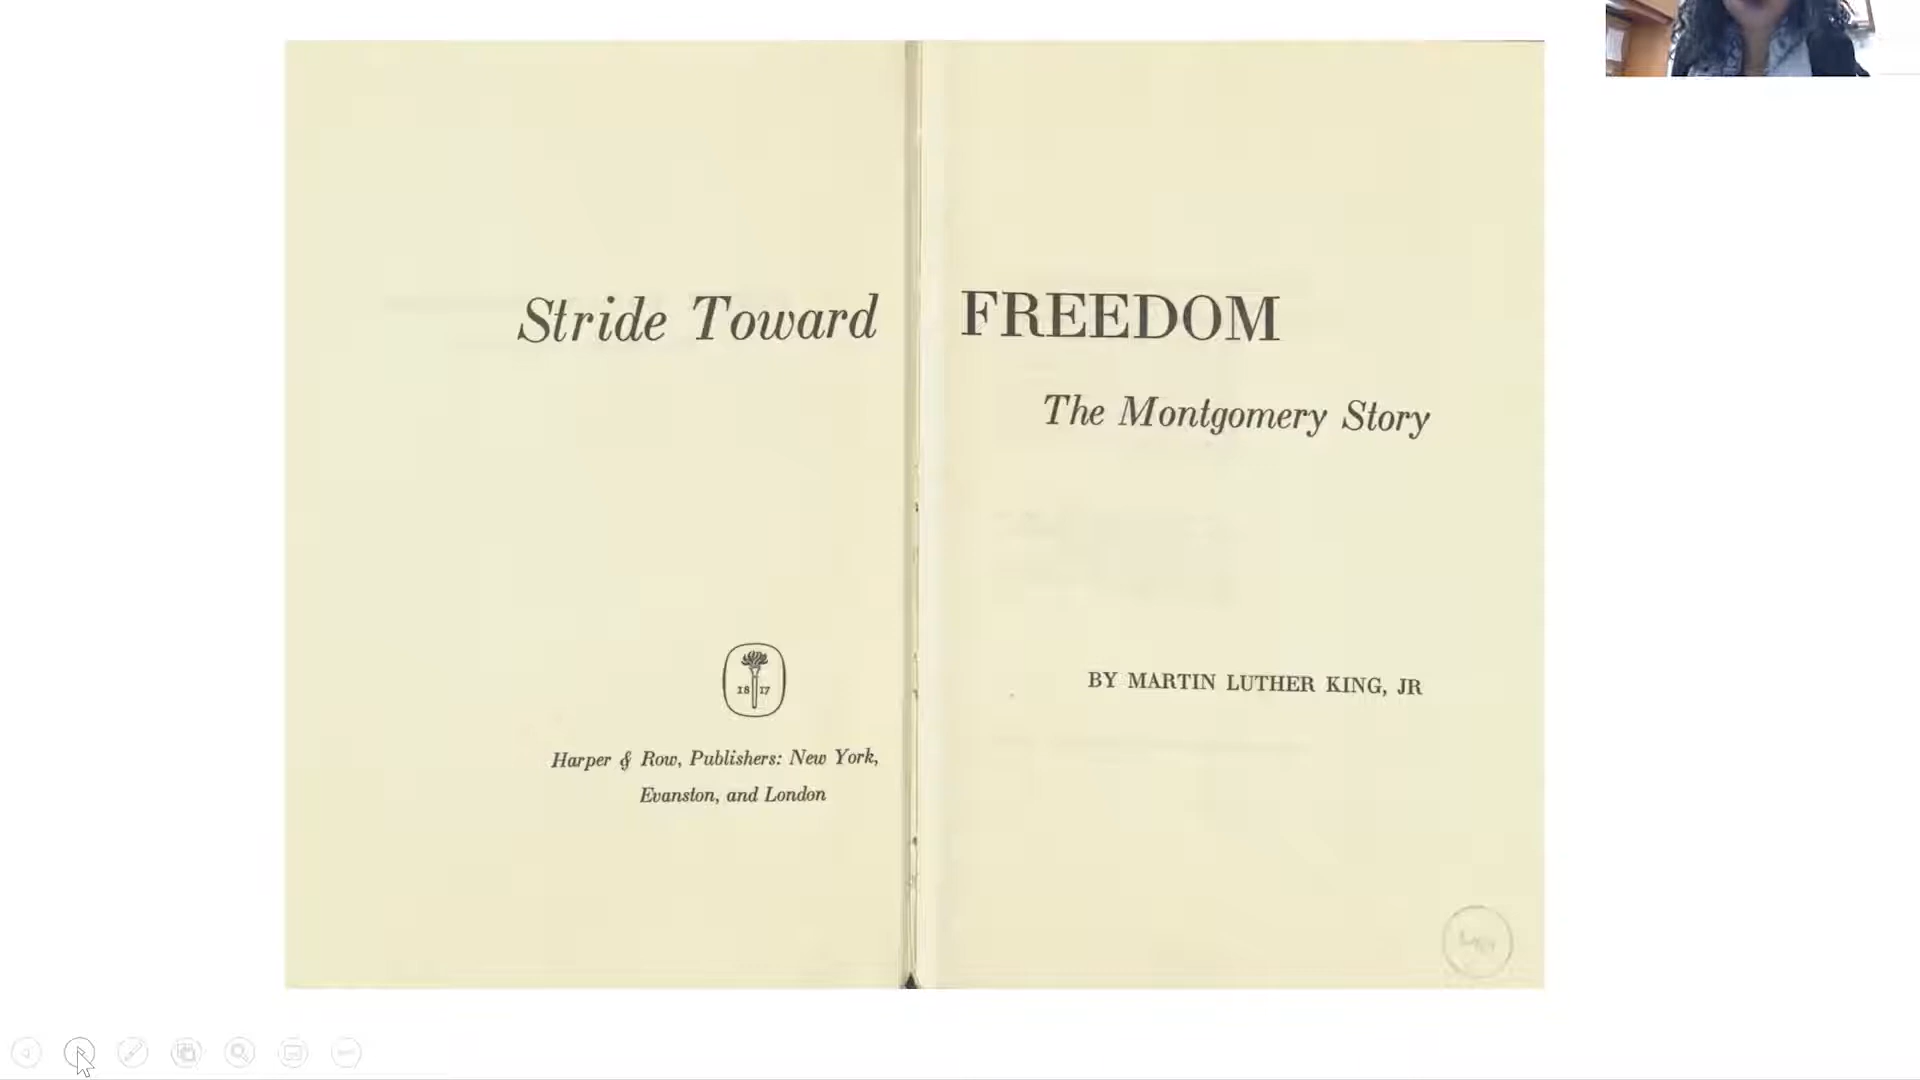 Stride Toward FREEDOM
The Montgomery Story
18 17
BY MARTIN LUTHER KING, JR
Harper & Row, Publishers: New York,
Evanston, and London